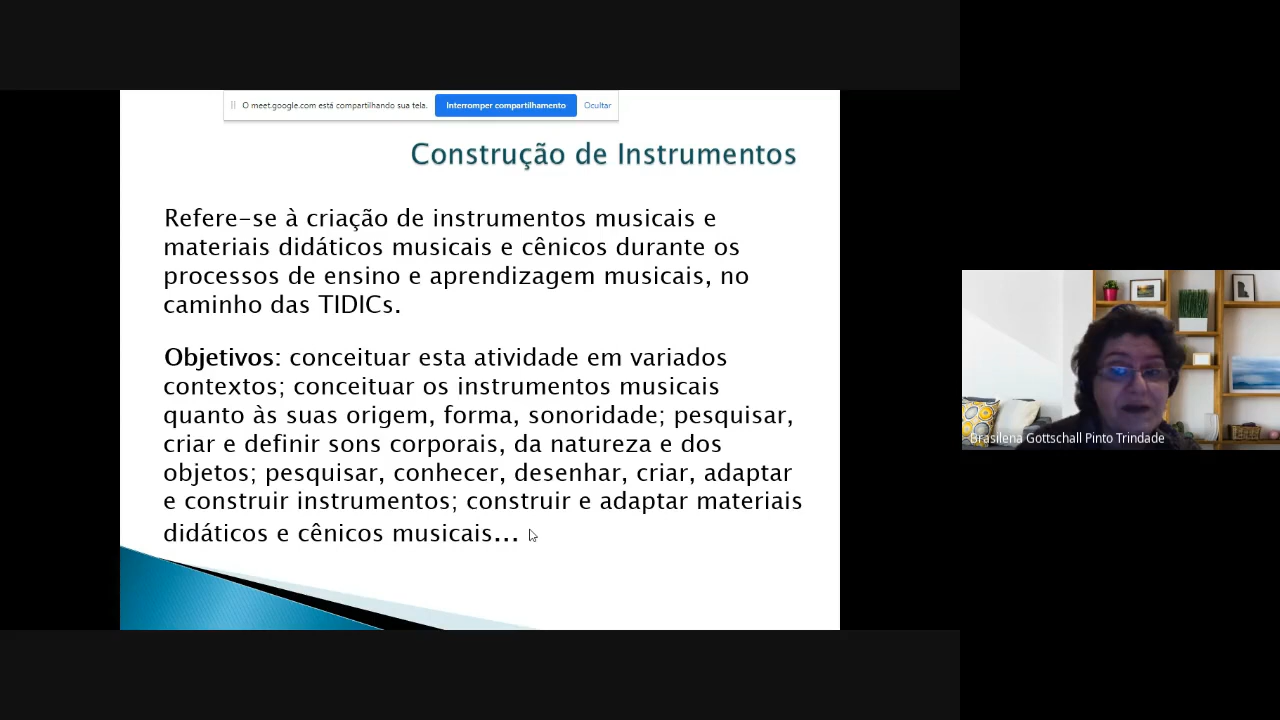 O meet.google.com está compartilhando sua tela. Interromper compartilhamento Ocultar
Construção de Instrumentos
Refere-se à criação de instrumentos musicais e
materiais didáticos musicais e cênicos durante os
processos de ensino e aprendizagem musicais, no
caminho das TIDICs.
Objetivos: conceituar esta atividade em variados
contextos; conceituar os instrumentos musicais
quanto às suas origem, forma, sonoridade; pesquisar,
criar e definir sons corporais, da natureza e dos
objetos; pesquisar, conhecer, desenhar, criar, adaptar
e construir instrumentos; construir e adaptar materiais
didáticos e cênicos musicais...
Brasilena Gottschall Pinto Trindade